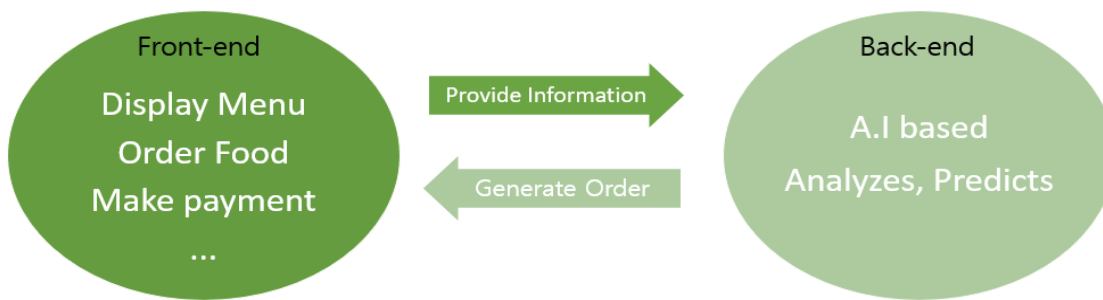 Front-end
Display Menu
Order Food
Make payment
...
Provide Information
Generate Order
Back-end
A.I based
Analyzes, Predicts